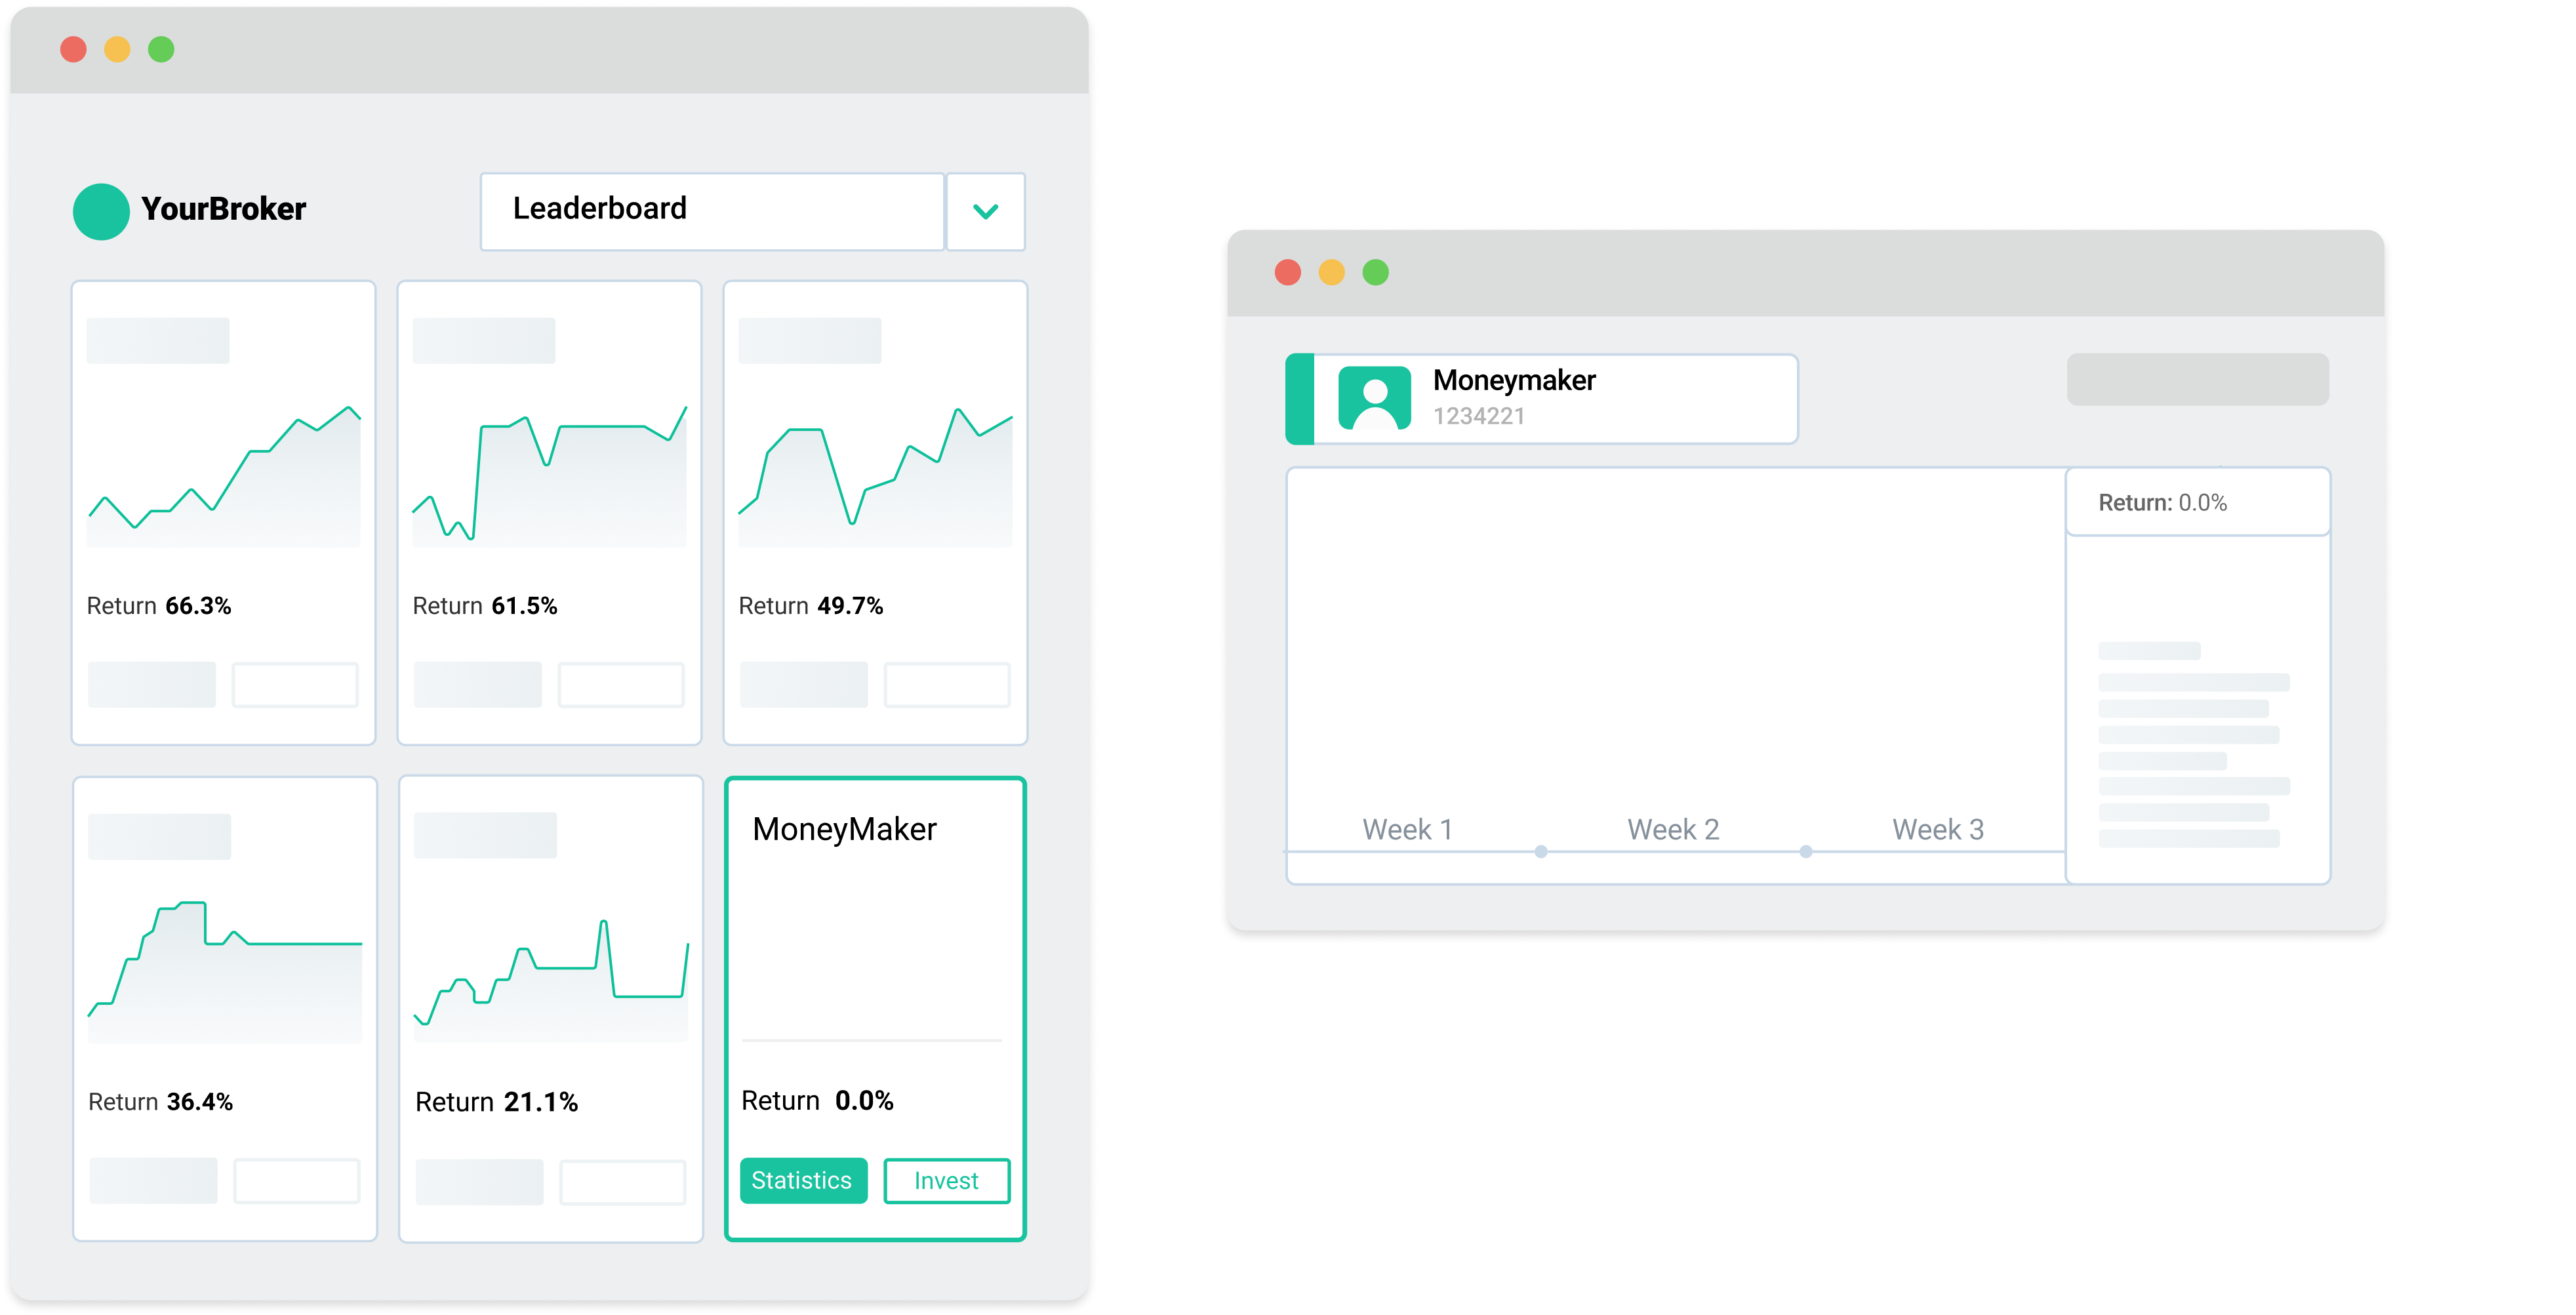 YourBroker
Leaderboard
Return 66.3%
Return 61.5%
Return 49.7%
Return 36.4%
Return 21.1%
MoneyMaker
Return 0.0%
Statistics
Invest
Moneymaker
1234221
Return: 0.0%
Week 1
Week 2
Week 3